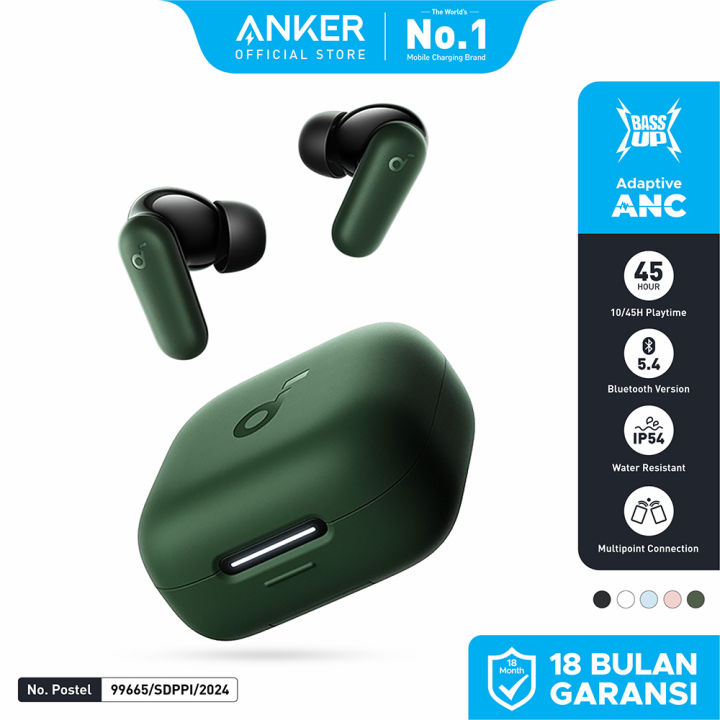 ANKER
OFFICIAL STORE
The World's
No.1
Mobile Charging Brand
BASS
UP
Adaptive
ANC
45
HOUR
10/45H Playtime
5.4
Bluetooth Version
IP54
Water Resistant
Multipoint Connection
No. Postel
99665/SDPPI/2024
18
Month
18 BULAN
GARANSI